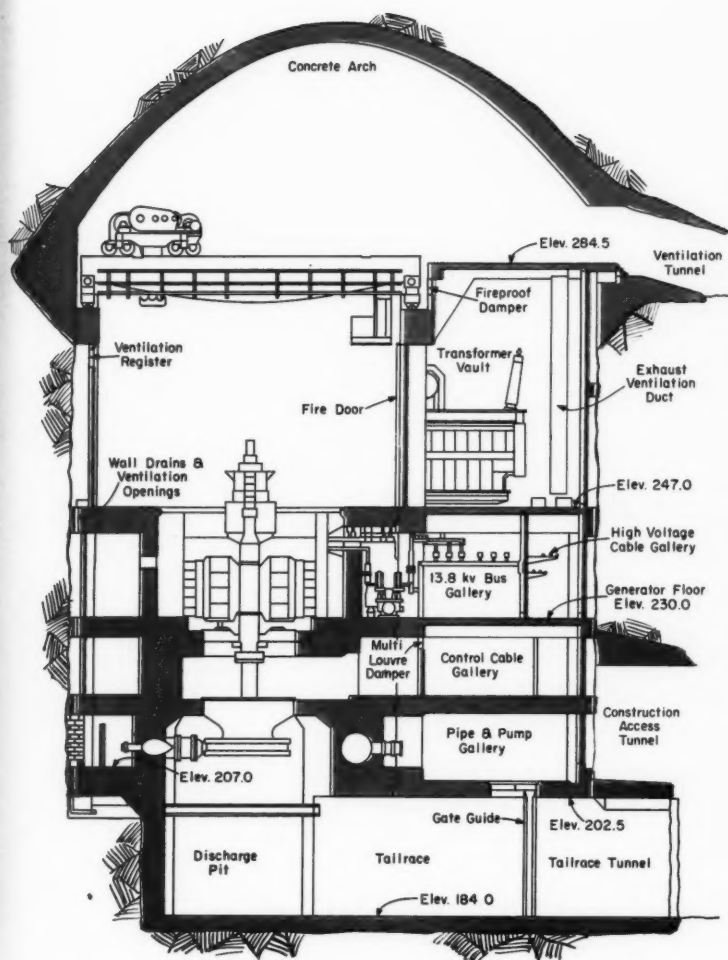 Concrete Arch
Elev. 284.5
Ventilation
Tunnel
Fireproof
Damper
Ventilation
Register
Transformer
Vault
Exhaust
Ventilation
Duct
Fire Door
Wall Drains &
Ventilation
Openings
Elev. 247.0
High Voltage
Cable Gallery
13.8 kv Bus
Gallery
Generator Floor
Elev. 230.0
Multi
Louvre
Damper
Control Cable
Gallery
Construction
Access
Tunnel
Pipe & Pump
Gallery
Elev. 207.0
Gate Guide
Elev. 202.5
Discharge
Pit
Tailrace
Tailrace Tunnel
Elev. 184 0